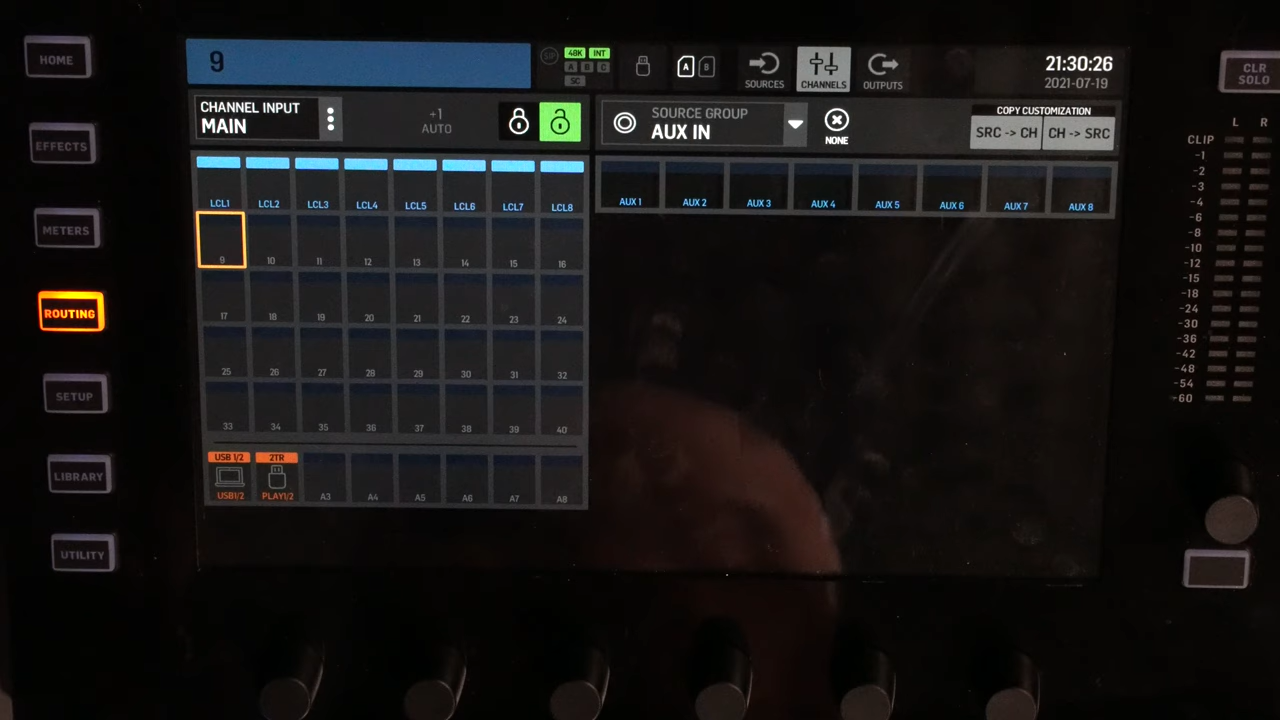 HOME
EFFECTS
METERS
ROUTING
SETUP
LIBRARY
UTILITY
9
48K INT
A B C
SC
A B
SOURCES
CHANNELS
OUTPUTS
21:30:26
2021-07-19
CHANNEL INPUT
MAIN
+1
AUTO
SOURCE GROUP
AUX IN
NONE
COPY CUSTOMIZATION
SRC -> CH
CH -> SRC
LCL1 LCL2 LCL3 LCL4 LCL5 LCL6 LCL7 LCL8
9 10 11 12 13 14 15 16
17 18 19 20 21 22 23 24
25 26 27 28 29 30 31 32
33 34 35 36 37 38 39 40
USB 1/2 2TR
USB1/2 PLAY1/2 A3 A4 A5 A6 A7 A8
AUX 1 AUX 2 AUX 3 AUX 4 AUX 5 AUX 6 AUX 7 AUX 8
CLR
SOLO
L R
CLIP
-1
-2
-3
-4
-6
-8
-10
-12
-15
-18
-24
-30
-36
-42
-48
-54
-60